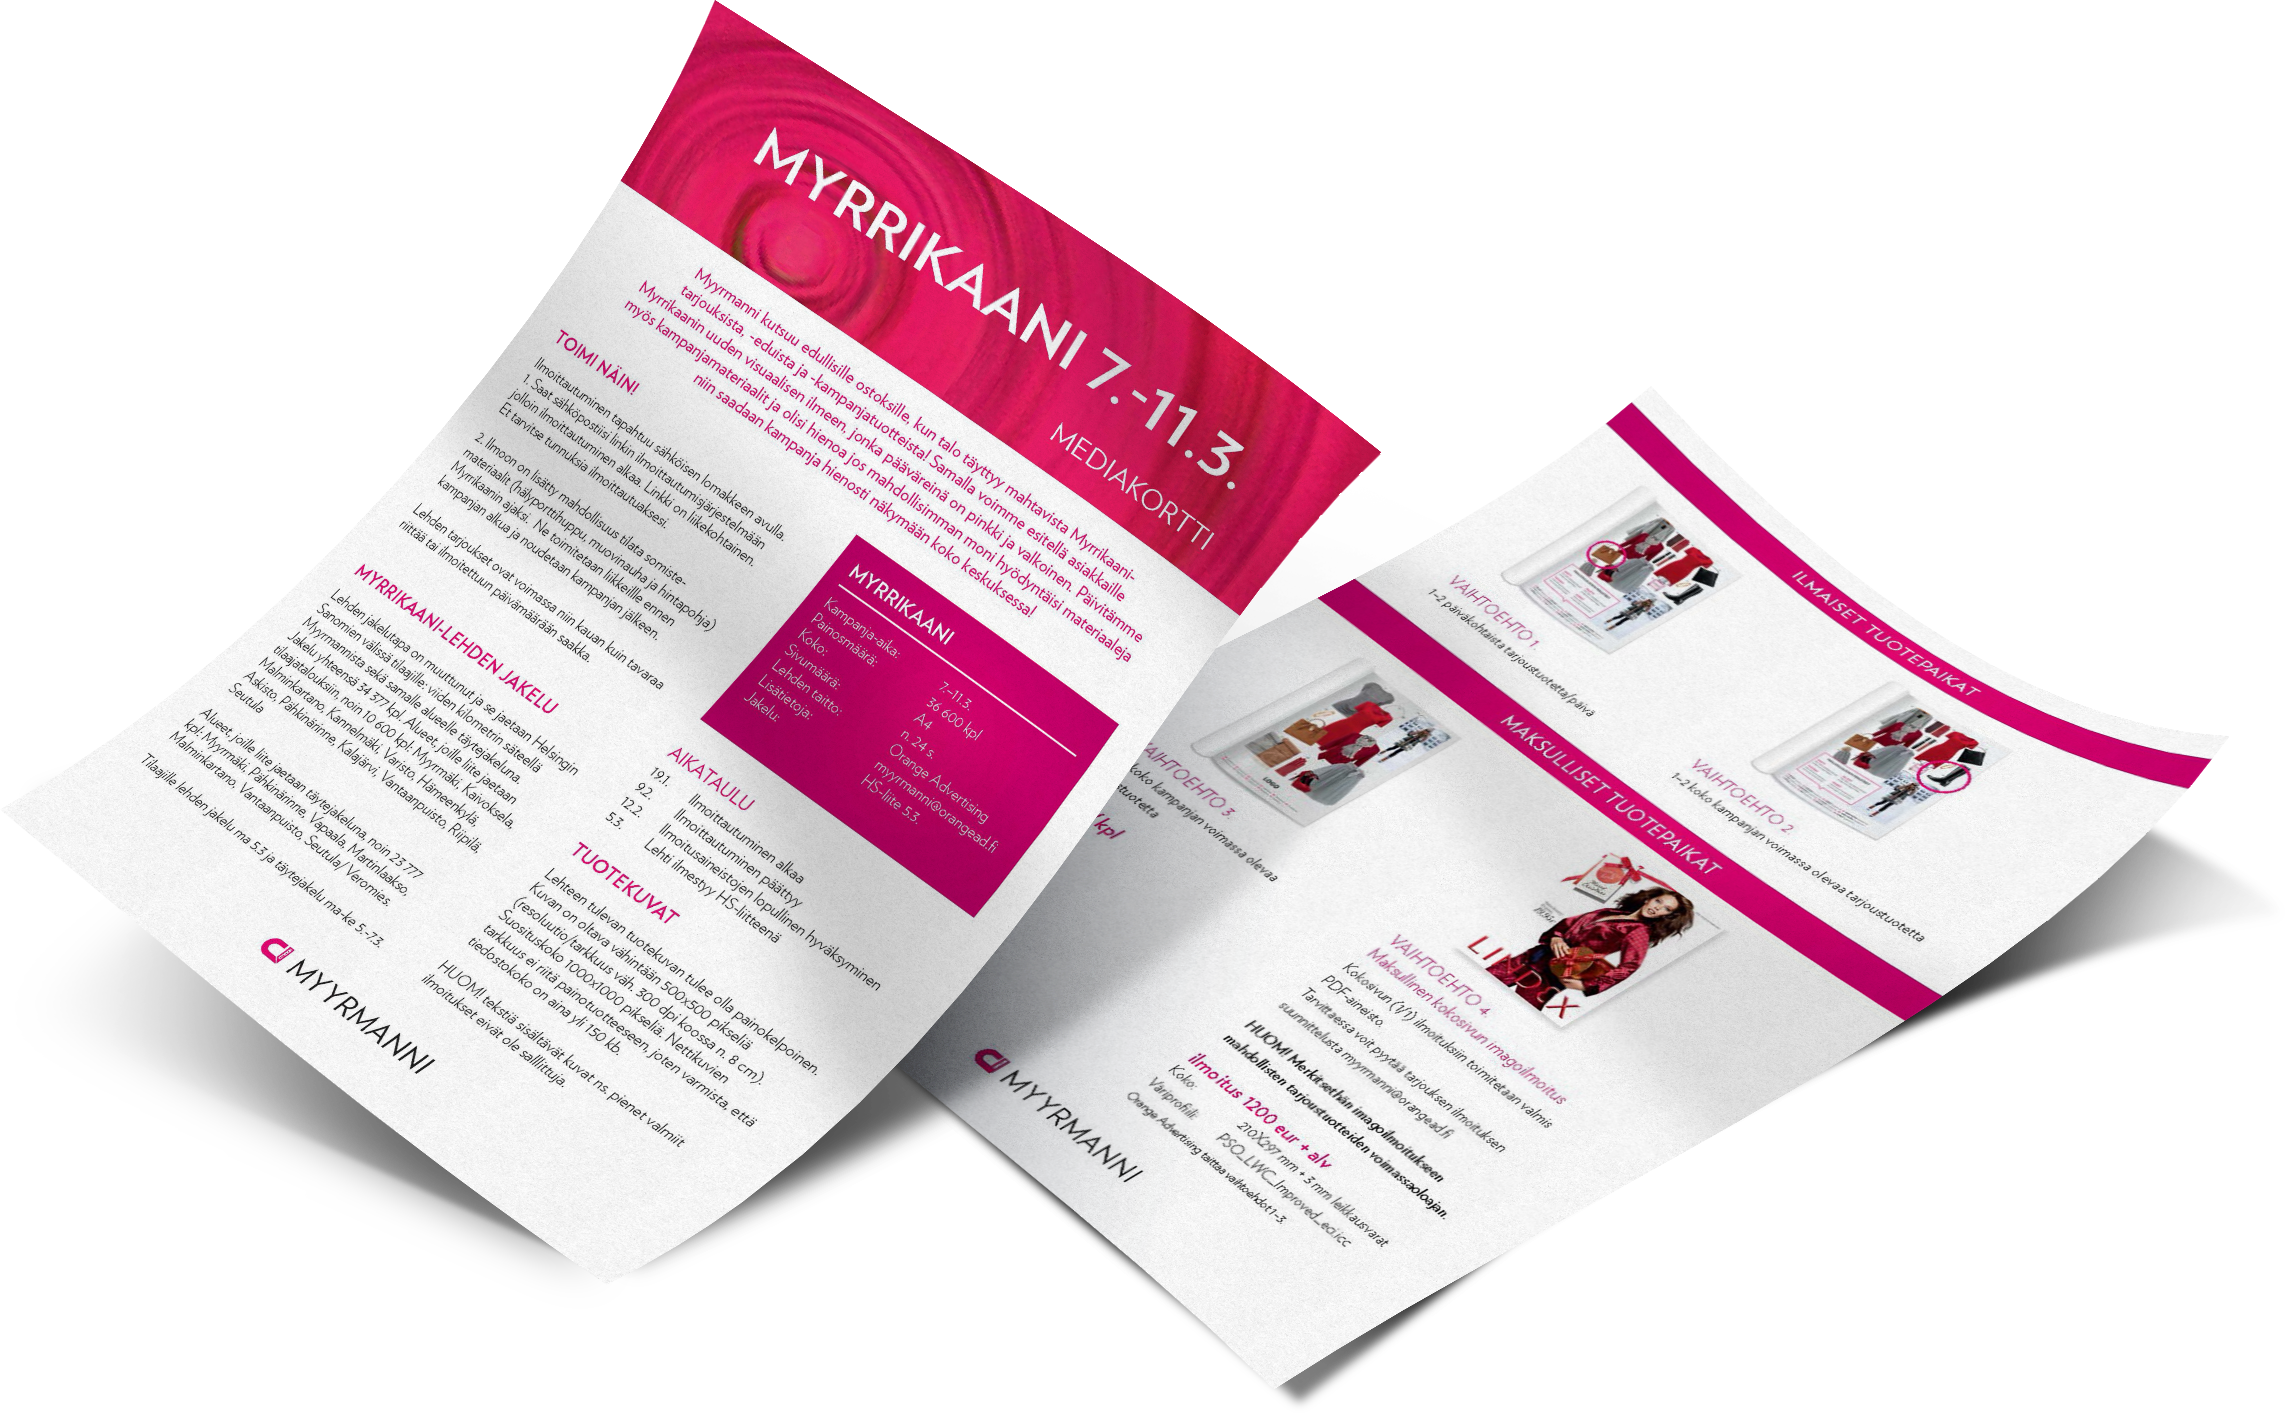 MYRRIKAANI 7.-11.3.
MEDIAKORTTI
Myyrmanni kutsuu edullisille ostoksille, kun talo täyttyy mahtavista Myrrikaani-
tarjouksista, -eduista ja -kampanjatuotteista! Samalla voimme esitellä asiakkaille
Myrrikaanin uuden visuaalisen ilmeen, jonka pääväreinä on pinkki ja valkoinen. Päivitämme
myös kampanjamateriaalit ja olisi hienoa jos mahdollisimman moni hyödyntäisi materiaaleja
niin saadaan kampanja hienosti näkymään koko keskuksessa!
TOIMI NÄIN!
Ilmoittautuminen tapahtuu sähköisen lomakkeen avulla.
1. Saat sähköpostiisi linkin ilmoittautumisjärjestelmään
jolloin ilmoittautuminen alkaa. Linkki on liikekohtainen.
Et tarvitse tunnuksia ilmoittautuaksesi.
2. Ilmoon on lisätty mahdollisuus tilata somiste-
materiaalit (hälyporttihuppu, muovinauha ja hintapohja)
Myrrikaanin ajaksi. Ne toimitetaan liikkeille ennen
kampanjan alkua ja noudetaan kampanjan jälkeen.
Lehden tarjoukset ovat voimassa niin kauan kuin tavaraa
riittää tai ilmoitettuun päivämäärään saakka.
MYRRIKAANI-LEHDEN JAKELU
Lehden jakelutapa on muuttunut ja se jaetaan Helsingin
Sanomien välissä tilaajille: viiden kilometrin säteellä
Myyrmannista sekä samalle alueelle täytejakeluna.
Jakelu yhteensä 34 377 kpl. Alueet, joille liite jaetaan
tilaajatalouksiin, noin 10 600 kpl: Myyrmäki, Kaivoksela,
Malminkartano, Kannelmäki, Varisto, Hämeenkylä,
Askisto, Pähkinärinne, Kalajärvi, Vantaanpuisto, Riipilä,
Seutula
Alueet, joille liite jaetaan täytejakeluna, noin 23 777
kpl: Myyrmäki, Pähkinärinne, Vapaala, Martinlaakso,
Malminkartano, Vantaanpuisto, Seutula/ Veromies.
Tilaajille lehden jakelu ma 5.3 ja täytejakelu ma-ke 5.-7.3.
MYYRMANNI
MYRRIKAANI
Kampanja-aika: 7.-11.3.
Painosmäärä: 36 600 kpl
Koko: A4
Sivumäärä: n. 24 s.
Lehden taitto: Orange Advertising
Lisätietoja: myyrmanni@orangead.fi
Jakelu: HS-liite 5.3.
AIKATAULU
19.1. Ilmoittautuminen alkaa
9.2. Ilmoittautuminen päättyy
12.2. Ilmoitusaineistojen lopullinen hyväksyminen
5.3. Lehti ilmestyy HS-liitteenä
TUOTEKUVAT
Lehteen tulevan tuotekuvan tulee olla painokelpoinen.
Kuvan on oltava vähintään 500x500 pikseliä
(resoluutio/tarkkuus väh. 300 dpi koossa n. 8 cm).
Suosituskoko 1000x1000 pikseliä. Nettikuvien
tarkkuus ei riitä painotuotteeseen, joten varmista, että
tiedostokoko on aina yli 150 kb.
HUOM! tekstiä sisältävät kuvat ns. pienet valmiit
ilmoitukset eivät ole sallittuja.
ILMAISET TUOTEPAIKAT
VAIHTOEHTO 1.
1-2 päiväkohtaista tarjoustuotetta/päivä
VAIHTOEHTO 2
1-2 koko kampanjan voimassa olevaa tarjoustuotetta
MAKSULLISET TUOTEPAIKAT
VAIHTOEHTO 3.
koko kampanjan voimassa olevaa
kpl
LOGO
LINDEX
VAIHTOEHTO 4.
Maksullinen kokosivun imagoilmoitus
Kokosivun (1/1) ilmoituksiin toimitetaan valmis
PDF-aineisto.
Tarvittaessa voit pyytää tarjouksen ilmoituksen
suunnittelusta myyrmanni@orangead.fi
HUOM! Merkitsethän imagoilmoitukseen
mahdollisten tarjoustuotteiden voimassaoloajan.
ilmoitus 1200 eur + alv
Koko: 210X297 mm + 3 mm leikkausvarat
Väriprofiili: PSO_LWC_Improved_eci.icc
Orange Advertising taittaa vaihtoehdot 1-3.
MYYRMANNI